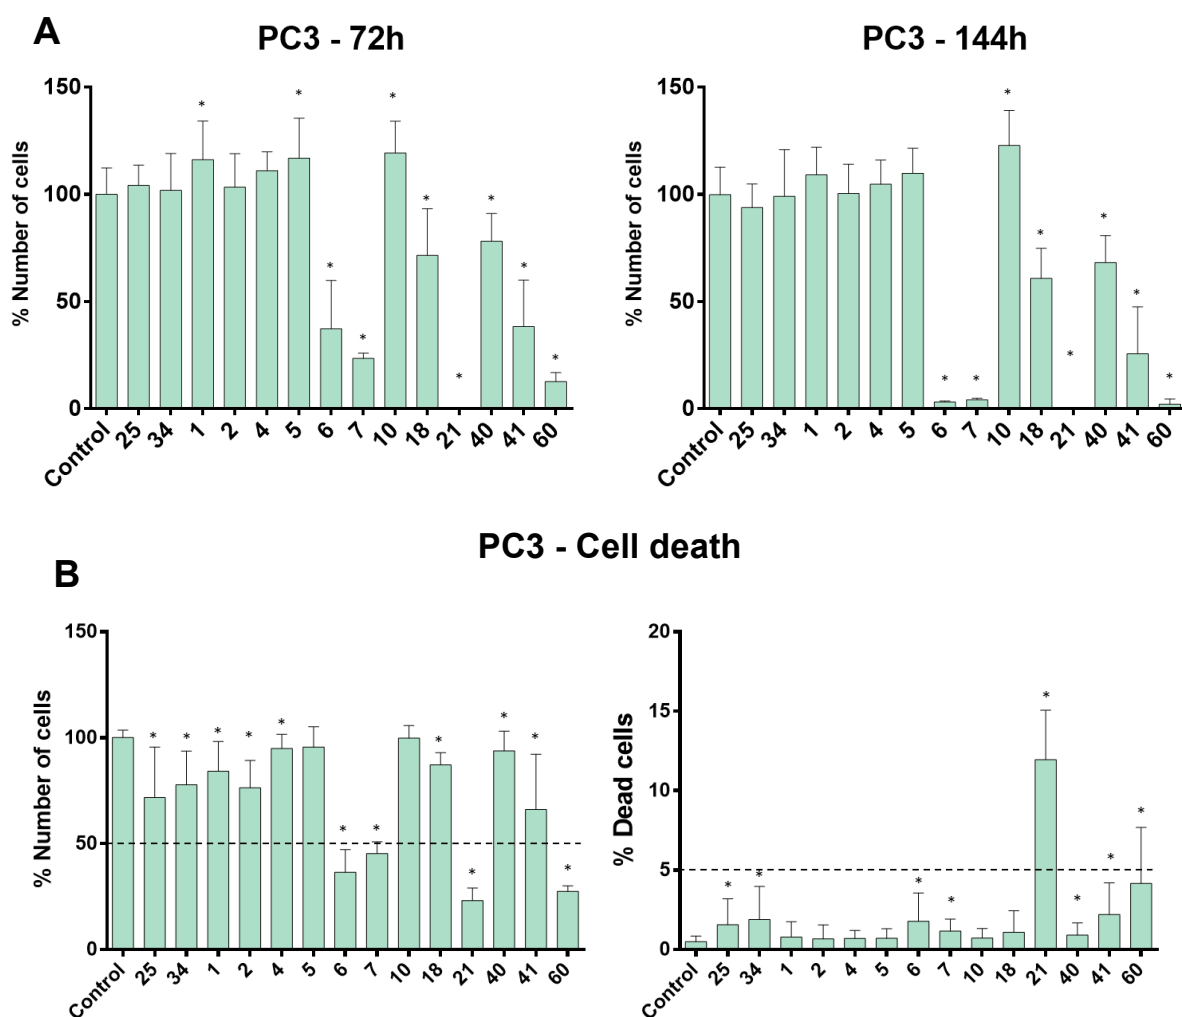 A
PC3 - 72h
% Number of cells
150
100
50
0
* * * * * * * * * *
Control 25 34 1 2 4 5 6 7 10 18 21 40 41 60
PC3 - 144h
% Number of cells
150
100
50
0
* * * * * * * *
Control 25 34 1 2 4 5 6 7 10 18 21 40 41 60
PC3 - Cell death
B
% Number of cells
150
100
50
0
* * * * * * * * * * * *
Control 25 34 1 2 4 5 6 7 10 18 21 40 41 60
% Dead cells
20
15
10
5
0
* * * * * * * *
Control 25 34 1 2 4 5 6 7 10 18 21 40 41 60